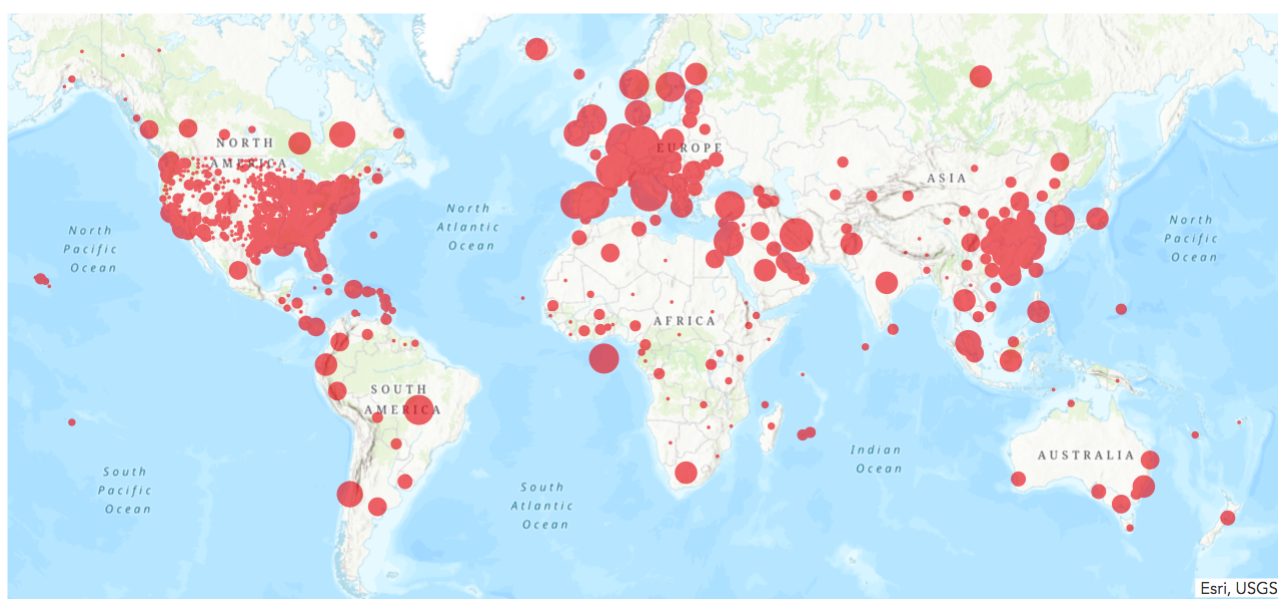 NORTH
AMERICA
EUROPE
ASIA
North
Atlantic
Ocean
North
Pacific
Ocean
North
Pacific
Ocean
AFRICA
SOUTH
AMERICA
Indian
Ocean
AUSTRALIA
South
Pacific
Ocean
South
Atlantic
Ocean
Esri, USGS